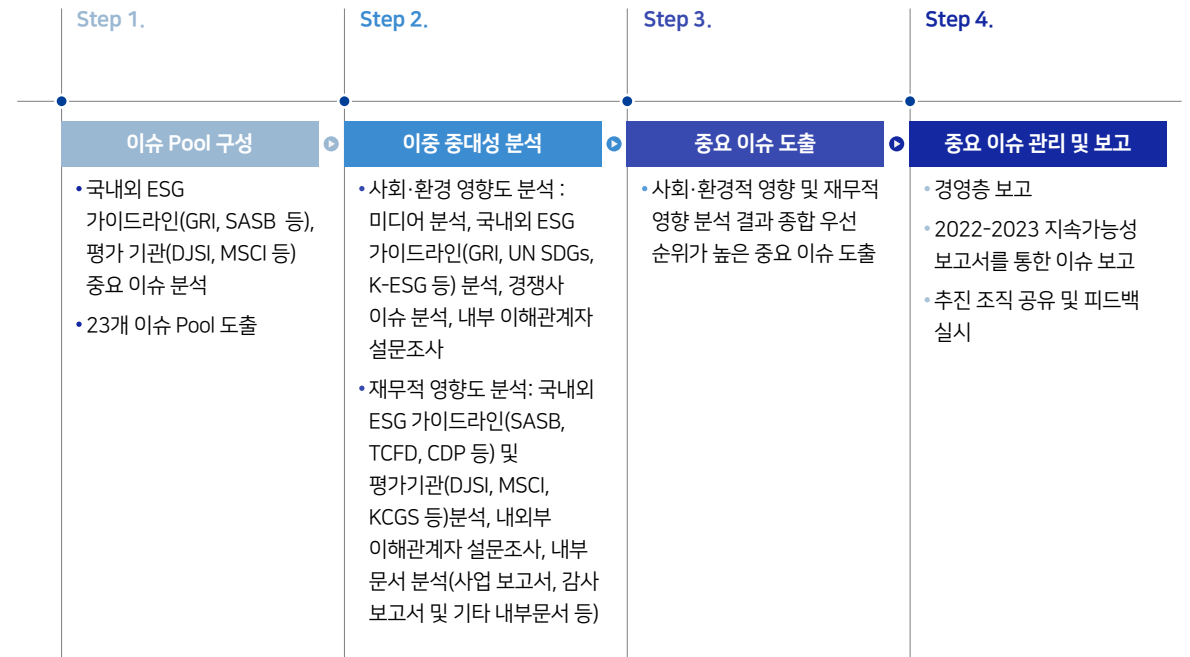 Step 1.
이슈 Pool 구성
• 국내외 ESG
가이드라인(GRI, SASB 등),
평가 기관(DJSI, MSCI 등)
중요 이슈 분석
• 23개 이슈 Pool 도출
Step 2.
이중 중대성 분석
• 사회·환경 영향도 분석 :
미디어 분석, 국내외 ESG
가이드라인(GRI, UN SDGs,
K-ESG 등) 분석, 경쟁사
이슈 분석, 내부 이해관계자
설문조사
• 재무적 영향도 분석: 국내외
ESG 가이드라인(SASB,
TCFD, CDP 등) 및
평가기관(DJSI, MSCI,
KCGS 등)분석, 내외부
이해관계자 설문조사, 내부
문서 분석(사업 보고서, 감사
보고서 및 기타 내부문서 등)
Step 3.
중요 이슈 도출
• 사회·환경적 영향 및 재무적
영향 분석 결과 종합 우선
순위가 높은 중요 이슈 도출
Step 4.
중요 이슈 관리 및 보고
• 경영층 보고
• 2022-2023 지속가능성
보고서를 통한 이슈 보고
• 추진 조직 공유 및 피드백
실시